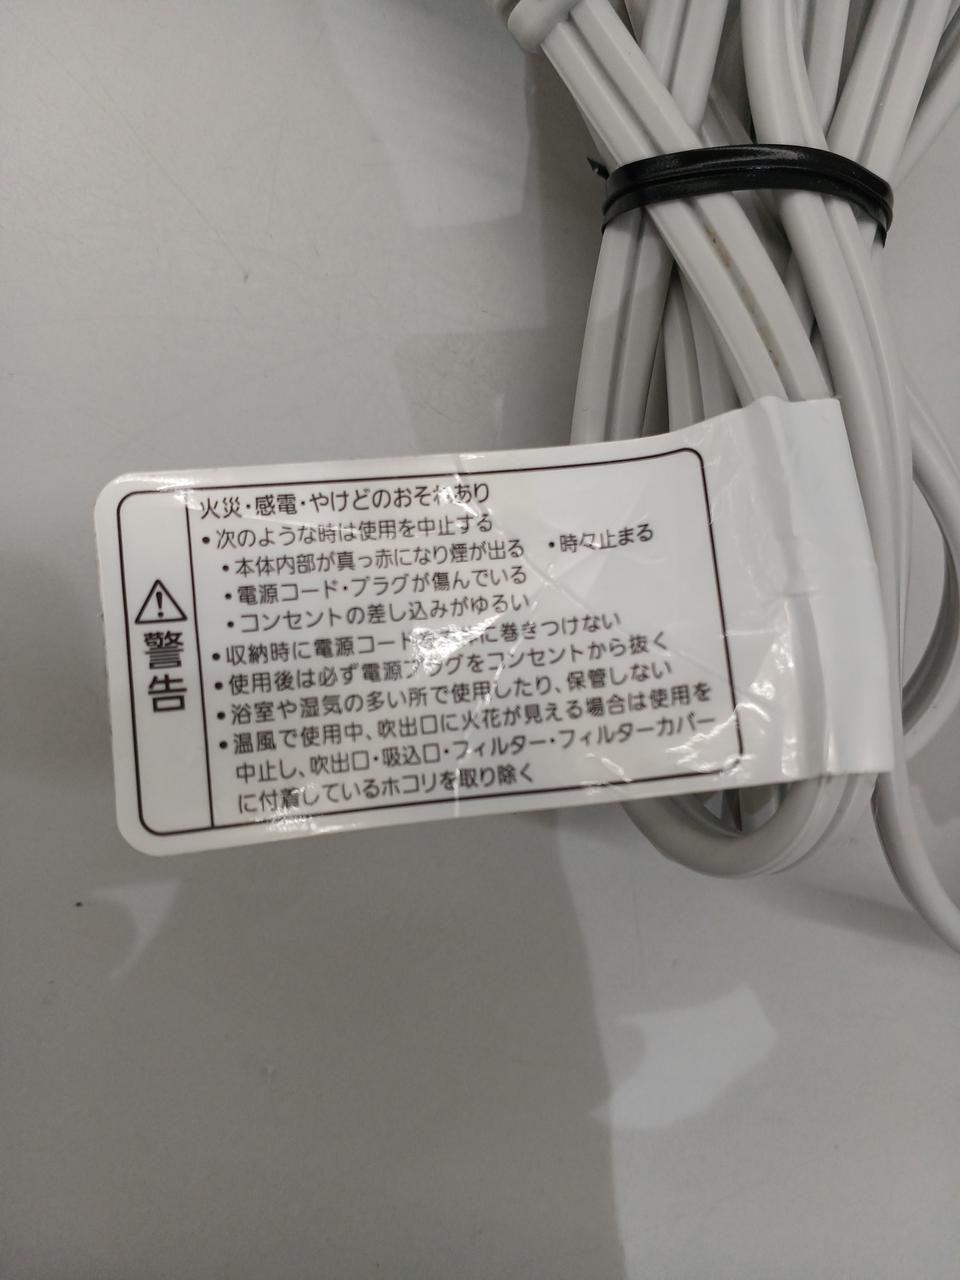 警告
火災・感電・やけどのおそれあり
・次のような時は使用を中止する
・本体内部が真っ赤になり煙が出る ・時々止まる
・電源コード・プラグが傷んでいる
・コンセントの差し込みがゆるい
・収納時に電源コードを本体に巻きつけない
・使用後は必ず電源プラグをコンセントから抜く
・浴室や湿気の多い所で使用したり、保管しない
・温風で使用中、吹出口に火花が見える場合は使用を
中止し、吹出口・吸込口・フィルター・フィルターカバー
に付着しているホコリを取り除く